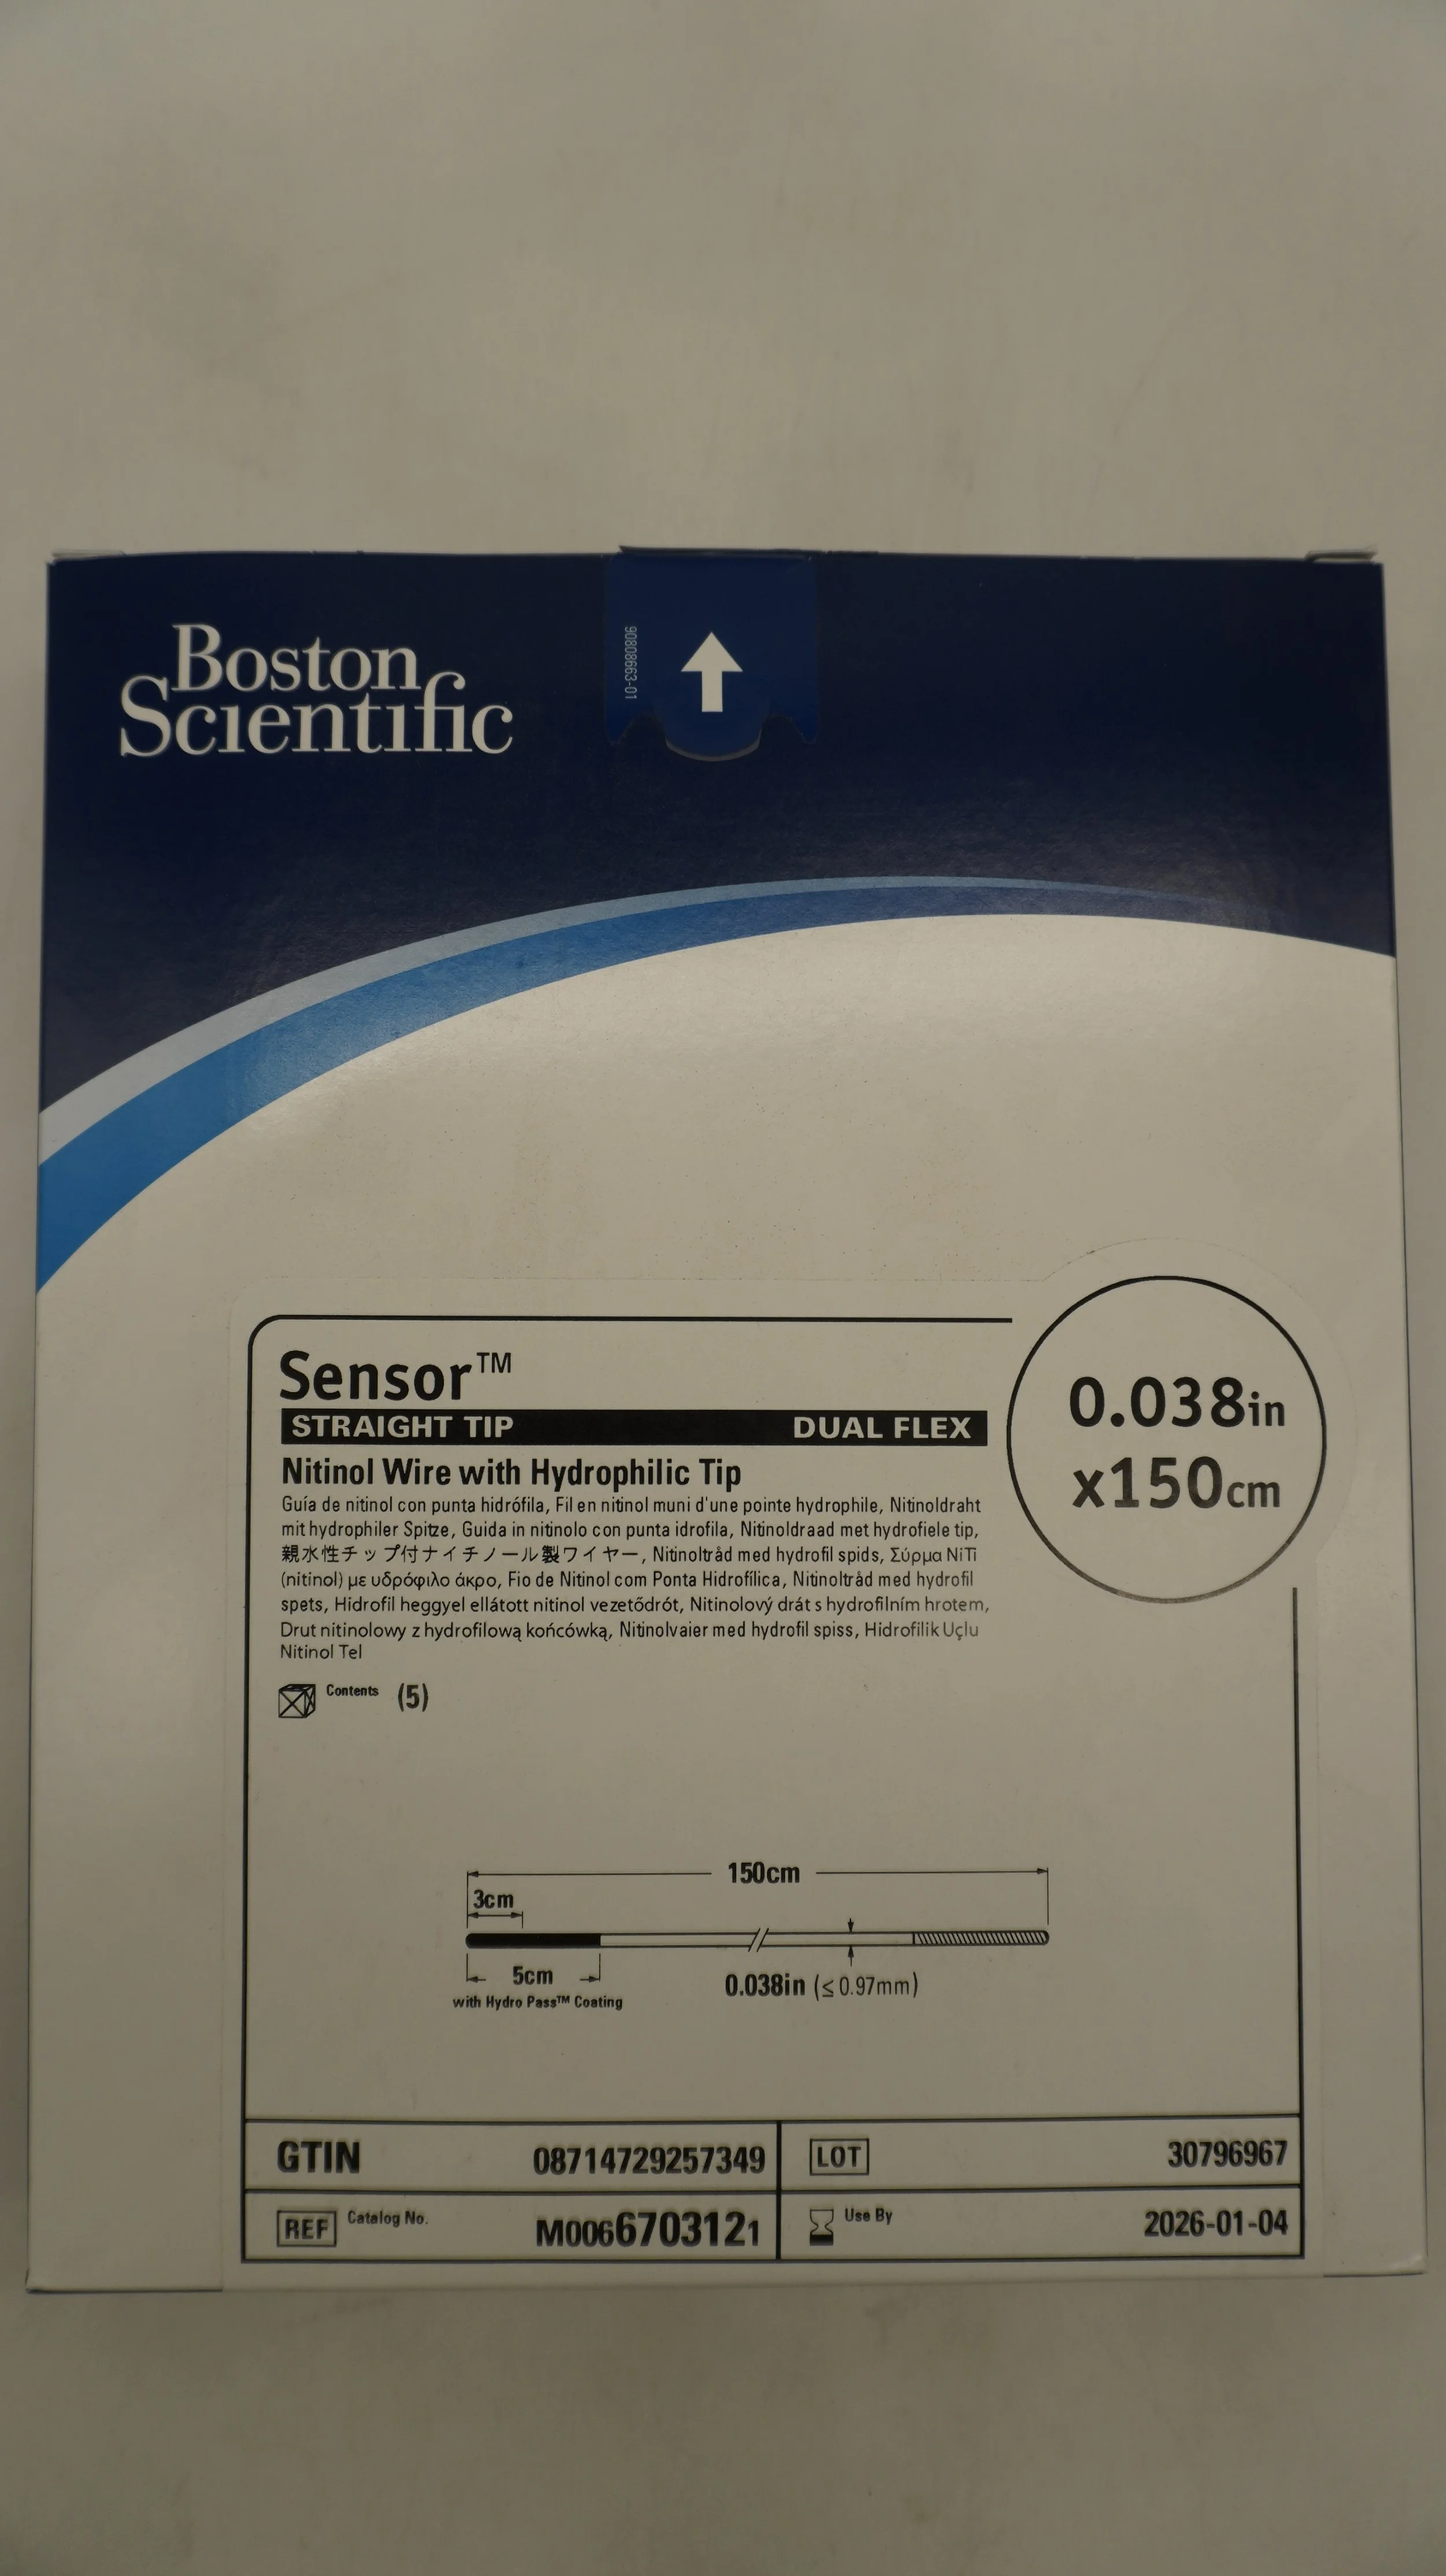 Boston
Scientific
90808663-01
Sensor™
STRAIGHT TIP DUAL FLEX
0.038in
x150cm
Nitinol Wire with Hydrophilic Tip
Guía de nitinol con punta hidrófila, Fil en nitinol muni d'une pointe hydrophile, Nitinoldraht
mit hydrophiler Spitze, Guida in nitinolo con punta idrofila, Nitinoldraad met hydrofiele tip,
親水性チップ付ナイチノール製ワイヤー, Nitinoltråd med hydrofil spids, Σύρμα NiTi
(nitinol) με υδρόφιλο άκρο, Fio de Nitinol com Ponta Hidrofílica, Nitinoltråd med hydrofil
spets, Hidrofil heggyel ellátott nitinol vezetődrót, Nitinolový drát s hydrofilním hrotem,
Drut nitinolowy z hydrofilową końcówką, Nitinolvaier med hydrofil spiss, Hidrofilik Uçlu
Nitinol Tel
Contents (5)
150cm
3cm
5cm
with Hydro Pass™ Coating
0.038in (≤0.97mm)
GTIN 08714729257349
LOT 30796967
REF Catalog No. M0066703121
Use By 2026-01-04